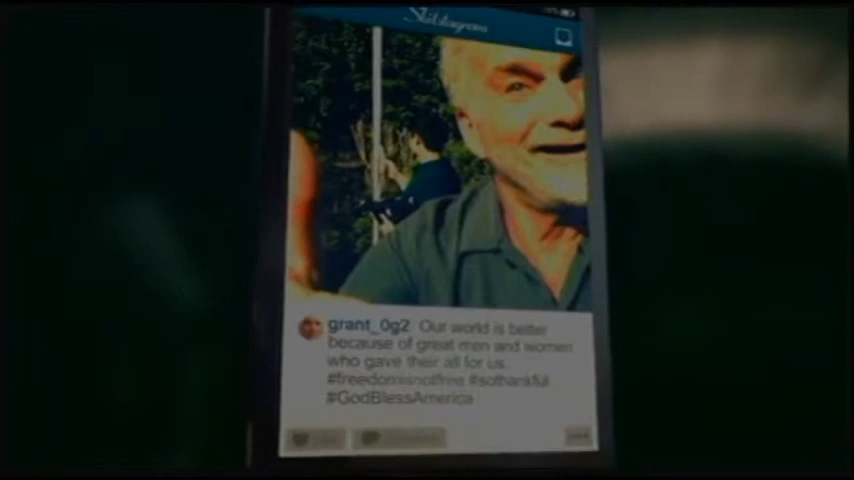 Skitstagram
grant_0g2 Our world is better
because of great men and women
who gave their all for us.
#freedomisnotfree #sothankful
#GodBlessAmerica